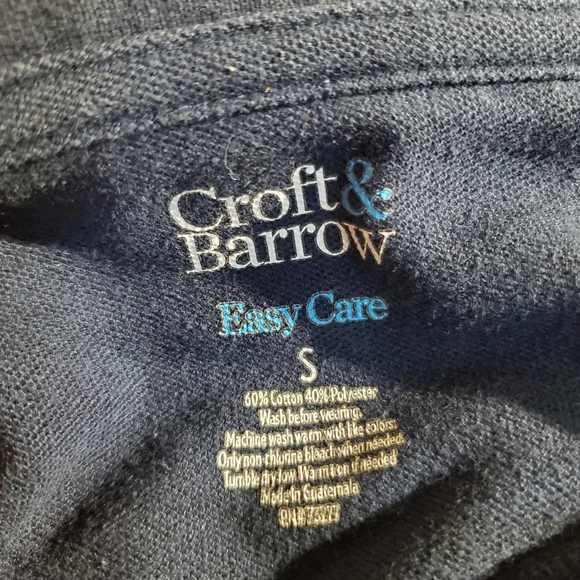 Croft &
Barrow
Easy Care
S
60% Cotton 40% Polyester
Wash before wearing.
Machine wash warm with like colors.
Only non-chlorine bleach when needed.
Tumble dry low. Warm iron if needed
Made in Guatemala